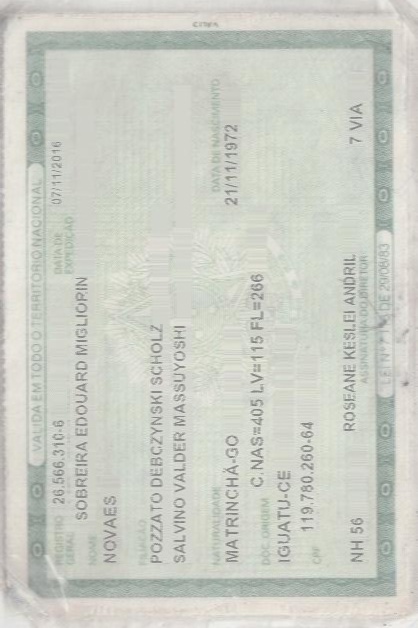 VÁLIDA EM TODO O TERRITÓRIO NACIONAL
REGISTRO GERAL 26.566.310-6 DATA DE EXPEDIÇÃO 07/11/2016
NOME SOBREIRA EDOUARD MIGLIORIN
NOVAES
FILIAÇÃO
POZZATO DEBCZYNSKI SCHOLZ
SALVINO VALDER MASSUYOSHI
NATURALIDADE DATA DE NASCIMENTO
MATRINCHÃ-GO 21/11/1972
DOC. ORIGEM C.NAS=405 LV=115 FL=266
IGUATU-CE
CPF 119.780.260-64
NH 56 ROSEANE KESLEI ANDRIL 7 VIA
ASSINATURA DO DIRETOR
LEI Nº DE 29/08/83